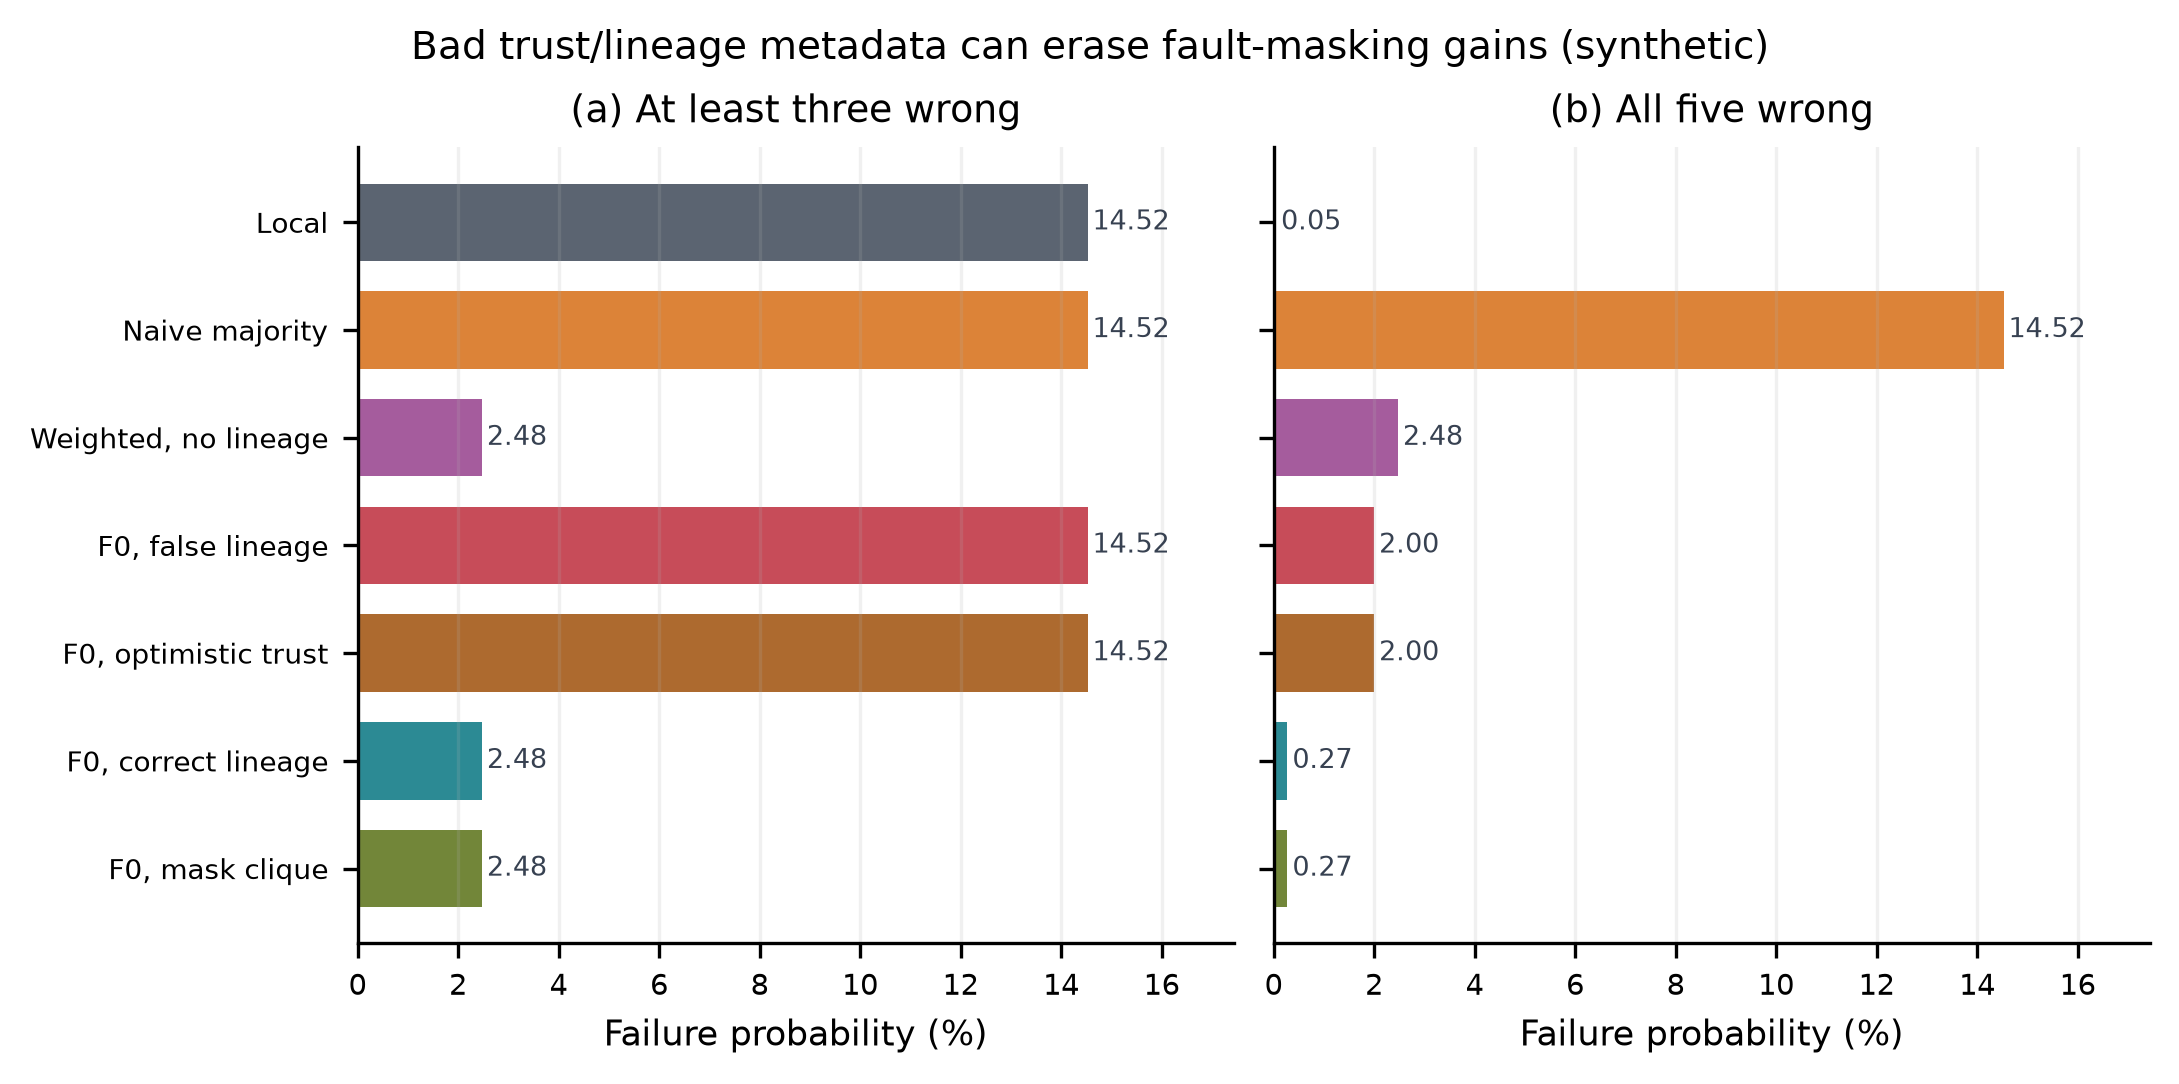 Bad trust/lineage metadata can erase fault-masking gains (synthetic)
(a) At least three wrong
Local
14.52
Naive majority
14.52
Weighted, no lineage
2.48
F0, false lineage
14.52
F0, optimistic trust
14.52
F0, correct lineage
2.48
F0, mask clique
2.48
0 2 4 6 8 10 12 14 16
Failure probability (%)
(b) All five wrong
0.05
14.52
2.48
2.00
2.00
0.27
0.27
0 2 4 6 8 10 12 14 16
Failure probability (%)